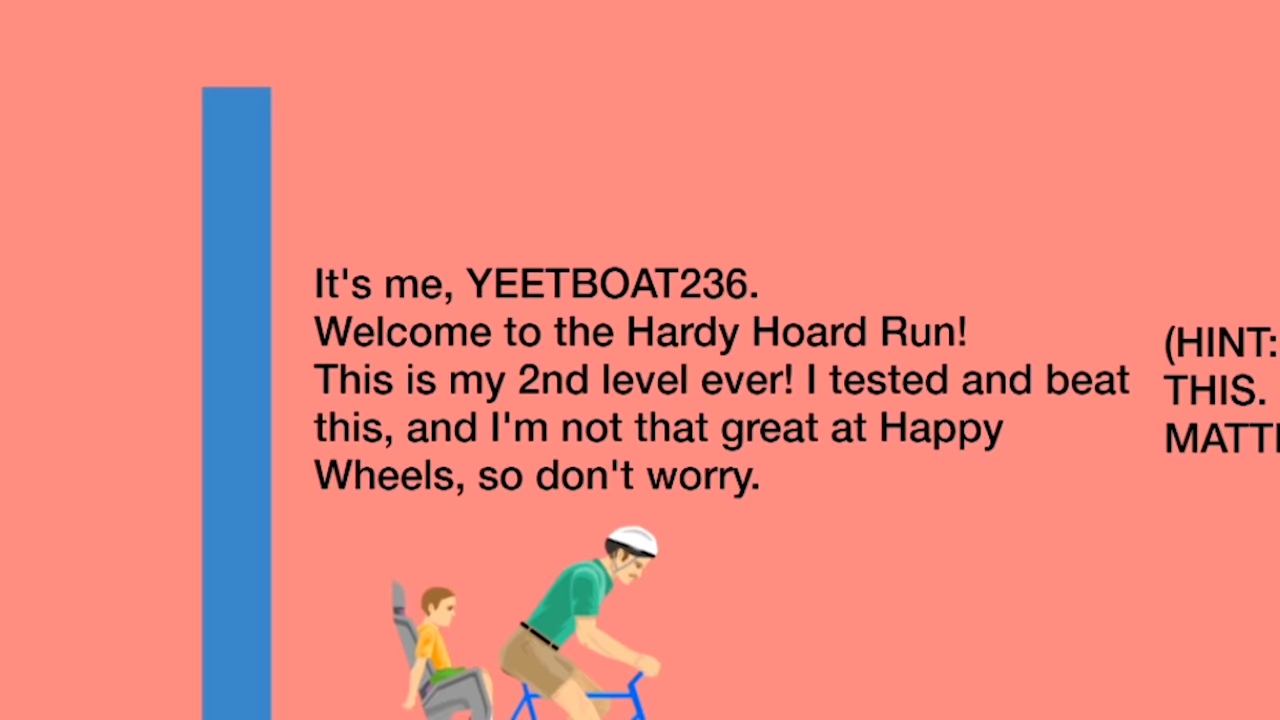 It's me, YEETBOAT236.
Welcome to the Hardy Hoard Run!
This is my 2nd level ever! I tested and beat
this, and I'm not that great at Happy
Wheels, so don't worry.
(HINT:
THIS.